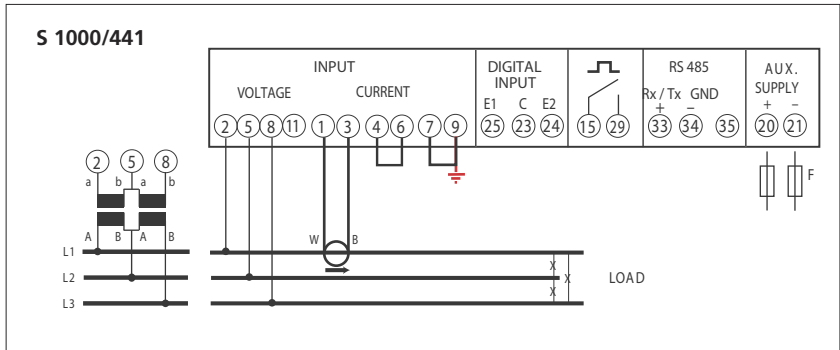 S 1000/441
INPUT
VOLTAGE CURRENT
DIGITAL
INPUT
E1 C E2
RS 485
Rx / Tx GND
+ −
AUX.
SUPPLY
+ −
2 5 8 11 1 3 4 6 7 9 25 23 24 15 29 33 34 35 20 21
F
2 5 8
a b a b
A B A B
W B
L1
L2
L3
X
X
X
LOAD